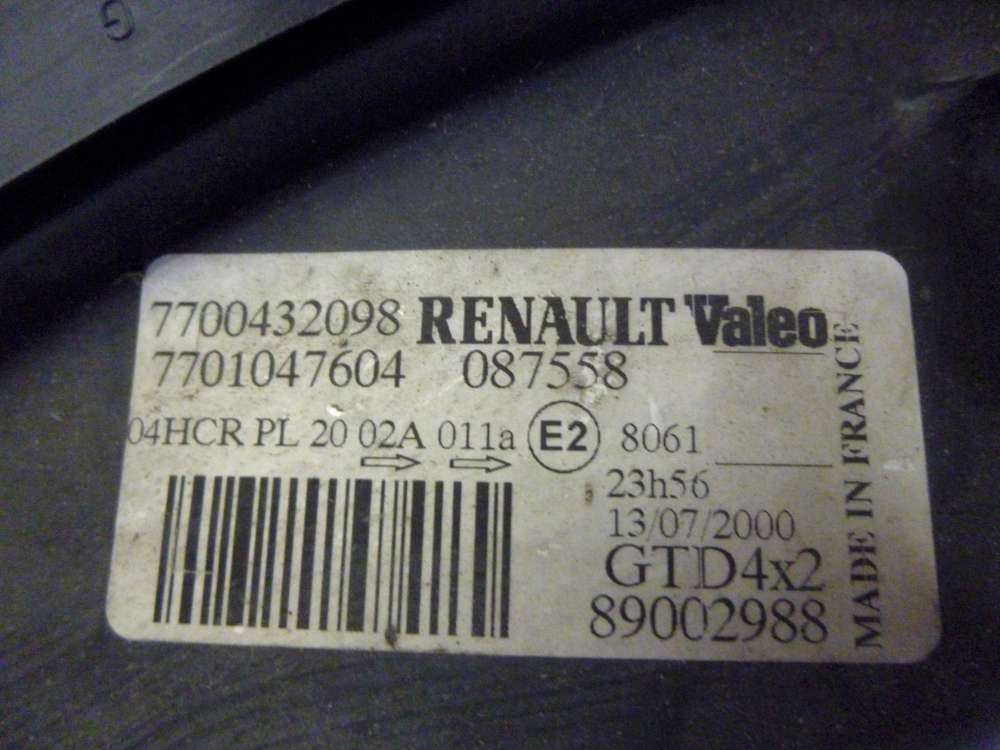 G
7700432098 RENAULT Valeo
7701047604 087558
04HCR PL 20 02A 011a E2 8061
23h56
13/07/2000
GTD4x2
89002988
MADE IN FRANCE